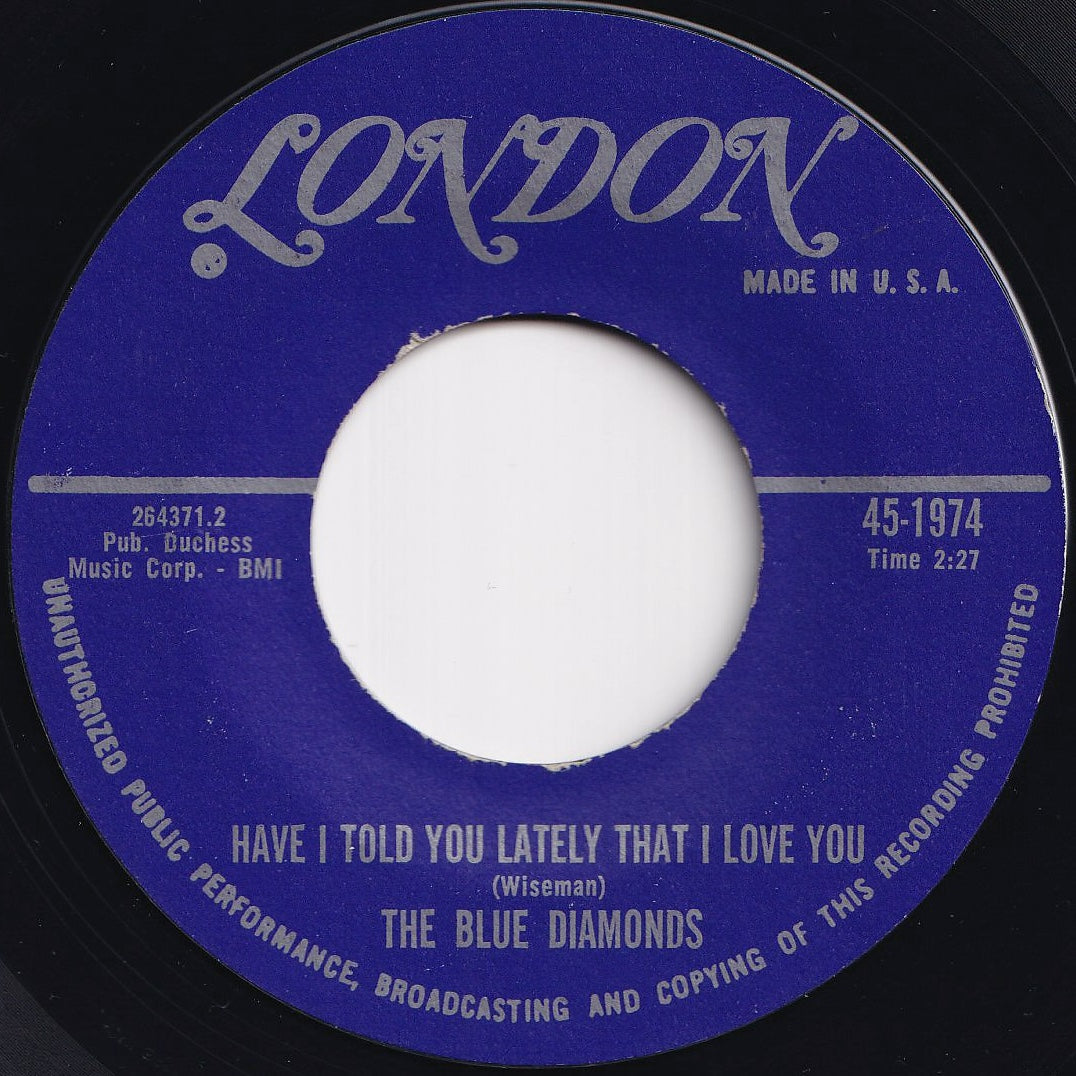 LONDON
MADE IN U. S. A.
264371.2
Pub. Duchess
Music Corp. - BMI
45-1974
Time 2:27
HAVE I TOLD YOU LATELY THAT I LOVE YOU
(Wiseman)
THE BLUE DIAMONDS
UNAUTHORIZED PUBLIC PERFORMANCE, BROADCASTING AND COPYING OF THIS RECORDING PROHIBITED